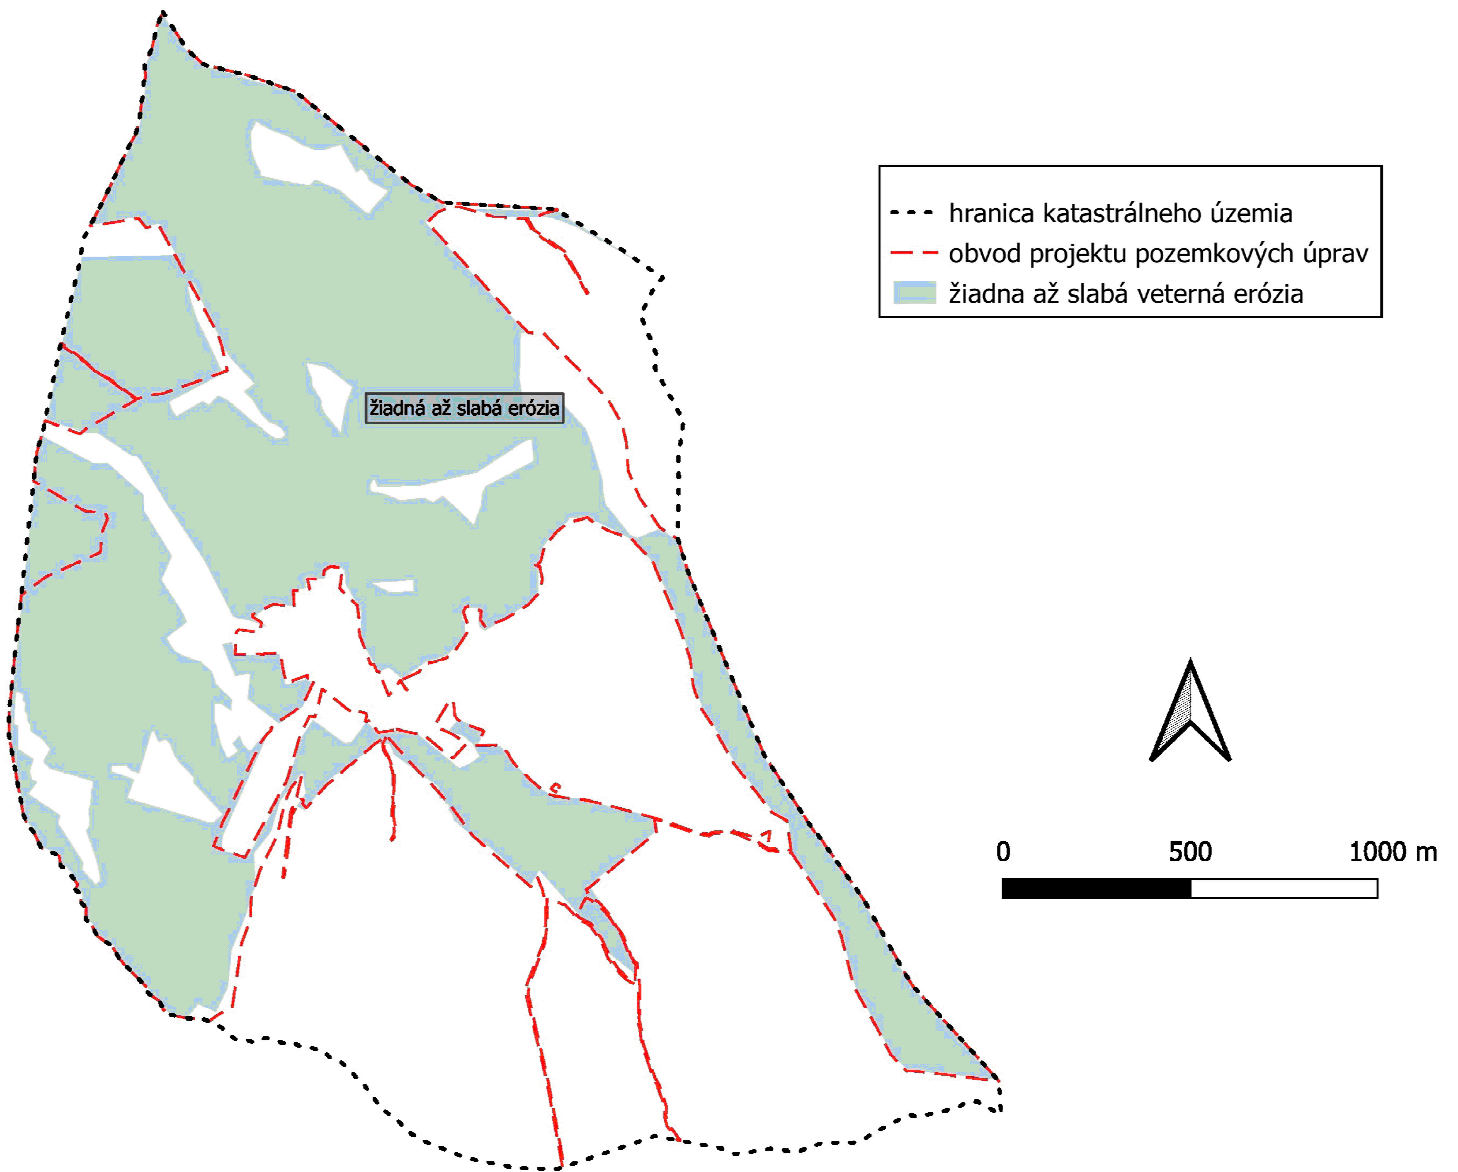 hranica katastrálneho územia
obvod projektu pozemkových úprav
žiadna až slabá veterná erózia
žiadná až slabá erózia
0 500 1000 m